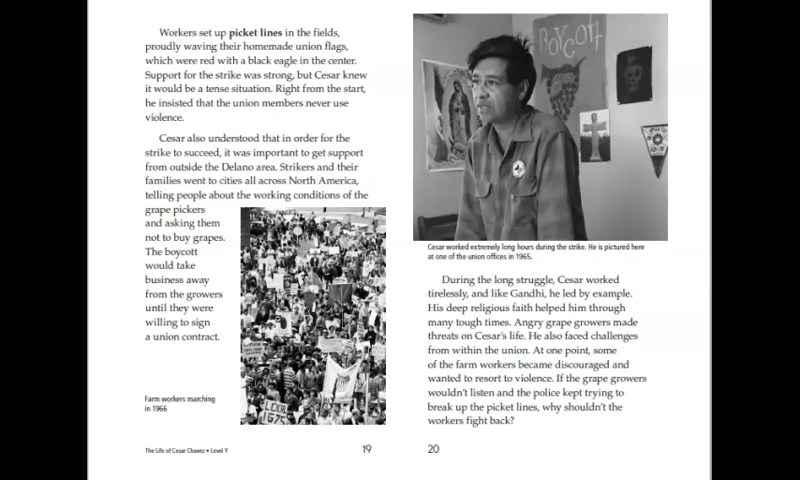 Workers set up picket lines in the fields,
proudly waving their homemade union flags,
which were red with a black eagle in the center.
Support for the strike was strong, but Cesar knew
it would be a tense situation. Right from the start,
he insisted that the union members never use
violence.
Cesar also understood that in order for the
strike to succeed, it was important to get support
from outside the Delano area. Strikers and their
families went to cities all across North America,
telling people about the working conditions of the
grape pickers
and asking them
not to buy grapes.
The boycott
would take
business away
from the growers
until they were
willing to sign
a union contract.
Farm workers marching
in 1966
LOCAL
1675
The Life of Cesar Chavez • Level Y
19
BOYCOTT
Cesar worked extremely long hours during the strike. He is pictured here
at one of the union offices in 1965.
During the long struggle, Cesar worked
tirelessly, and like Gandhi, he led by example.
His deep religious faith helped him through
many tough times. Angry grape growers made
threats on Cesar's life. He also faced challenges
from within the union. At one point, some
of the farm workers became discouraged and
wanted to resort to violence. If the grape growers
wouldn't listen and the police kept trying to
break up the picket lines, why shouldn't the
workers fight back?
20